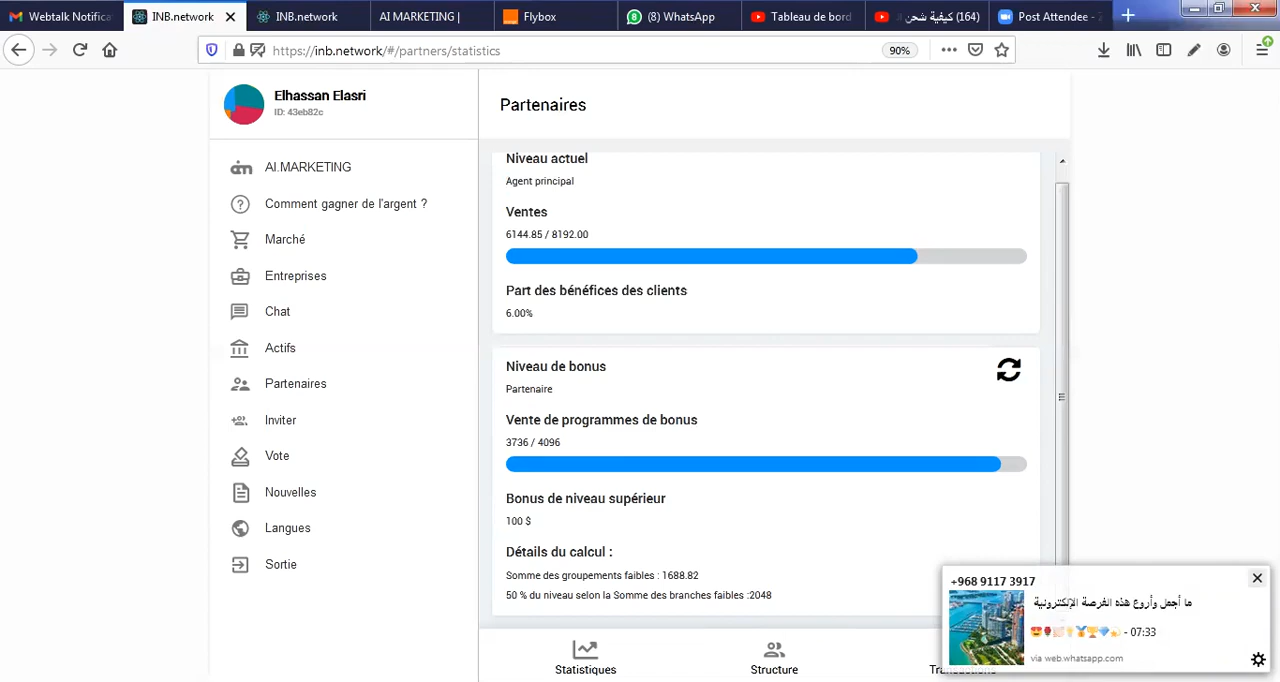 Webtalk Notifica
INB.network
INB.network
AI MARKETING |
Flybox
(8) WhatsApp
Tableau de bord
(164) كيفية شحن
Post Attendee - Z
https://inb.network/#/partners/statistics
90%
Elhassan Elasri
ID: 43eb82c
AI.MARKETING
Comment gagner de l'argent ?
Marché
Entreprises
Chat
Actifs
Partenaires
Inviter
Vote
Nouvelles
Langues
Sortie
Partenaires
Niveau actuel
Agent principal
Ventes
6144.85 / 8192.00
Part des bénéfices des clients
6.00%
Niveau de bonus
Partenaire
Vente de programmes de bonus
3736 / 4096
Bonus de niveau supérieur
100 $
Détails du calcul :
Somme des groupements faibles : 1688.82
50 % du niveau selon la Somme des branches faibles :2048
Statistiques
Structure
Transactions
+968 9117 3917
ما أجمل وأروع هذه الفرصة الإلكترونية
- 07:33
via web.whatsapp.com